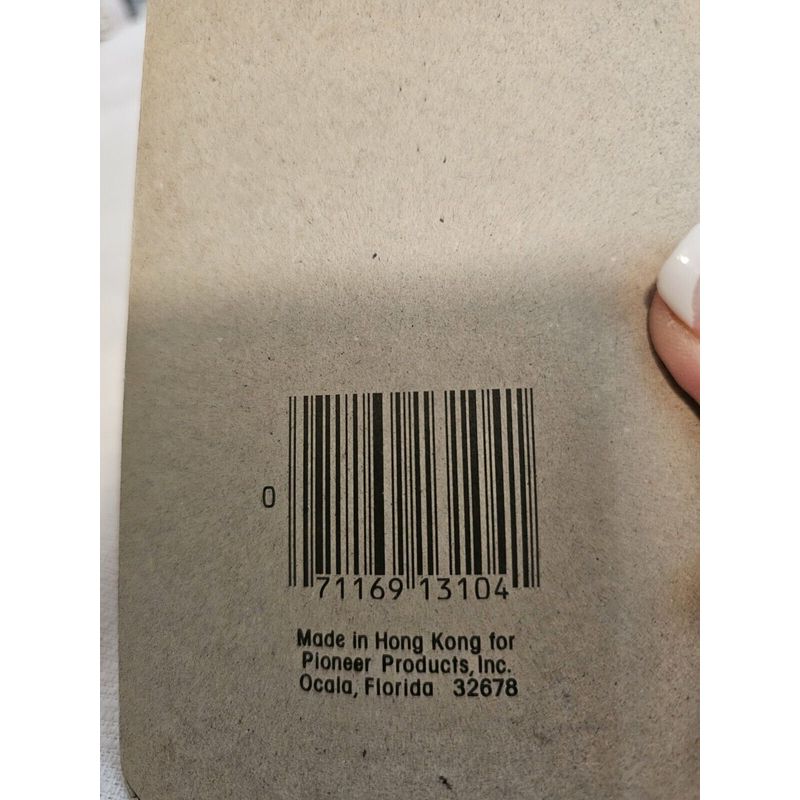 0 71169 13104
Made in Hong Kong for
Pioneer Products, Inc.
Ocala, Florida 32678